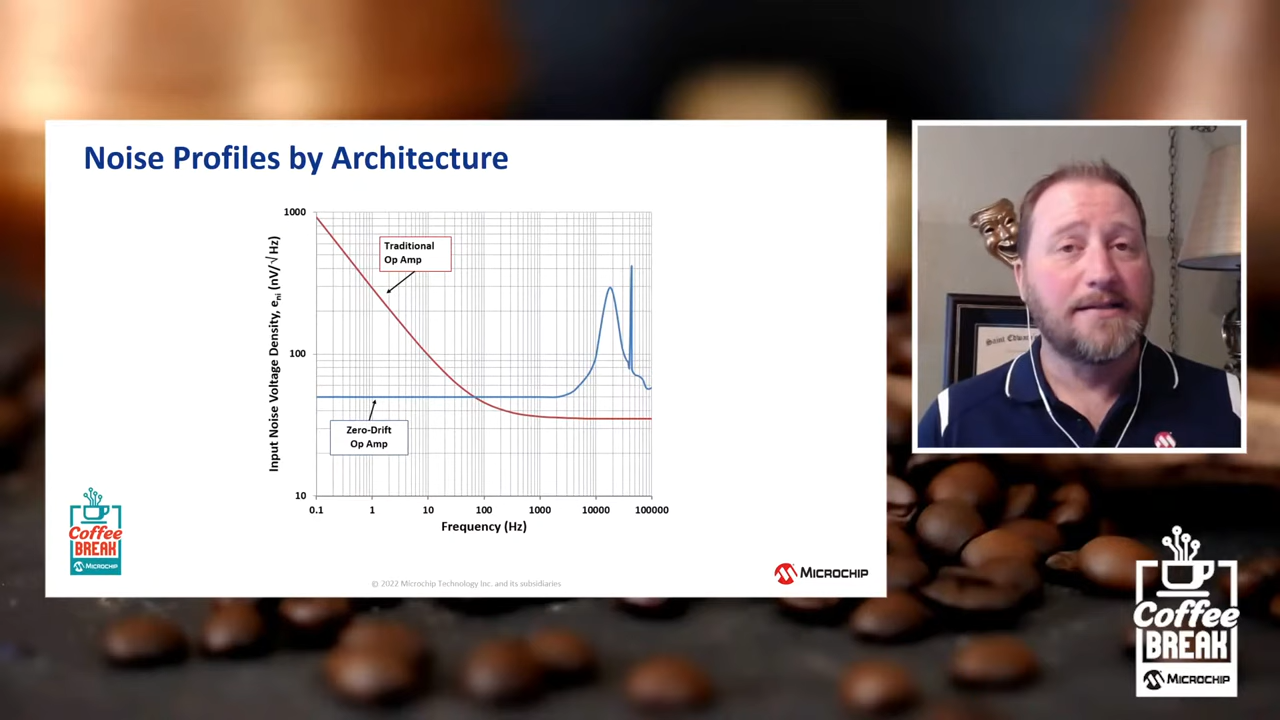 Noise Profiles by Architecture
1000
100
10
Input Noise Voltage Density, eni (nV/√Hz)
Traditional
Op Amp
Zero-Drift
Op Amp
0.1 1 10 100 1000 10000 100000
Frequency (Hz)
Coffee
BREAK
MICROCHIP
© 2022 Microchip Technology Inc. and its subsidiaries
MICROCHIP
Coffee
BREAK
MICROCHIP